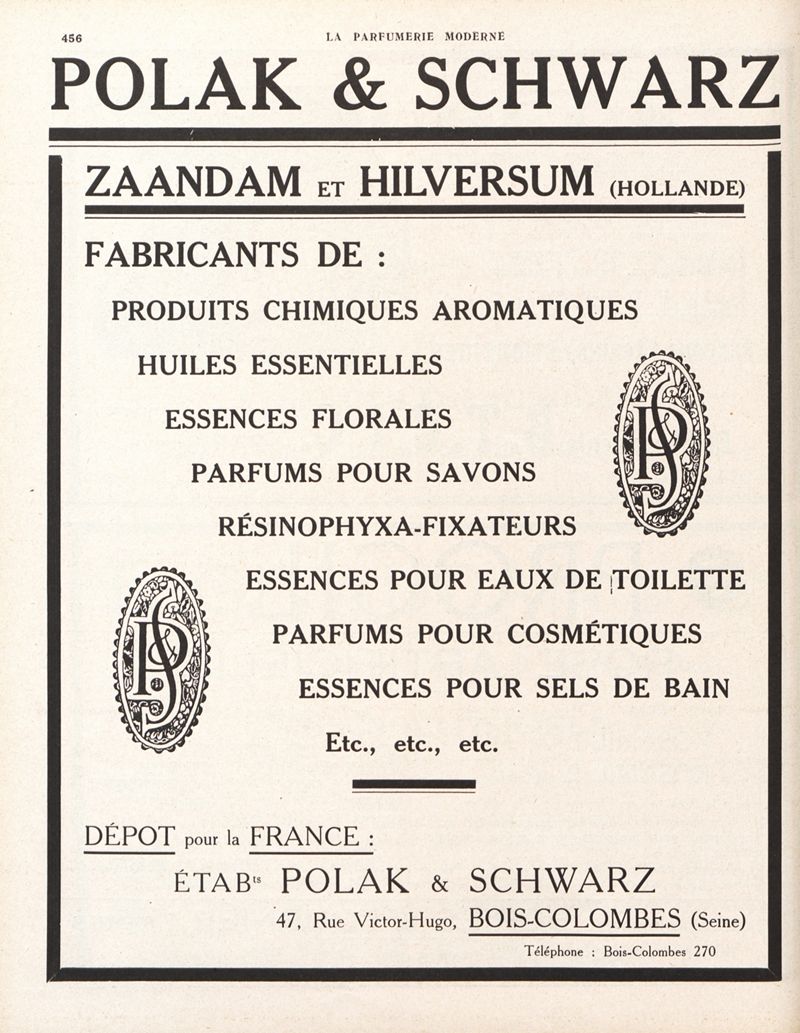 456
LA PARFUMERIE MODERNE
POLAK & SCHWARZ
ZAANDAM ET HILVERSUM (HOLLANDE)
FABRICANTS DE :
PRODUITS CHIMIQUES AROMATIQUES
HUILES ESSENTIELLES
ESSENCES FLORALES
P&S
PARFUMS POUR SAVONS
RÉSINOPHYXA-FIXATEURS
ESSENCES POUR EAUX DE TOILETTE
PARFUMS POUR COSMÉTIQUES
P&S
ESSENCES POUR SELS DE BAIN
Etc., etc., etc.
DÉPOT pour la FRANCE :
ÉTABts POLAK & SCHWARZ
47, Rue Victor-Hugo, BOIS-COLOMBES (Seine)
Téléphone : Bois-Colombes 270